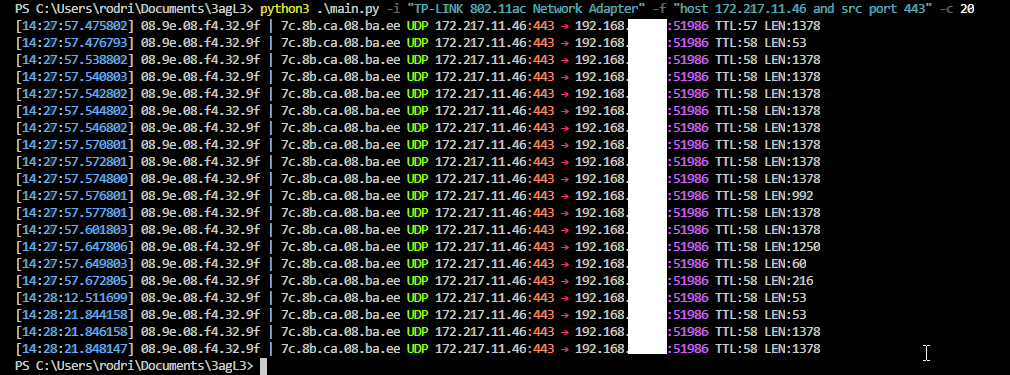 PS C:\Users\rodri\Documents\3agL3> python3 .\main.py -i "TP-LINK 802.11ac Network Adapter" -f "host 172.217.11.46 and src port 443" -c 20
[14:27:57.475802] 08.9e.08.f4.32.9f | 7c.8b.ca.08.ba.ee UDP 172.217.11.46:443 → 192.168. :51986 TTL:57 LEN:1378
[14:27:57.476793] 08.9e.08.f4.32.9f | 7c.8b.ca.08.ba.ee UDP 172.217.11.46:443 → 192.168. :51986 TTL:58 LEN:53
[14:27:57.538802] 08.9e.08.f4.32.9f | 7c.8b.ca.08.ba.ee UDP 172.217.11.46:443 → 192.168. :51986 TTL:58 LEN:1378
[14:27:57.540803] 08.9e.08.f4.32.9f | 7c.8b.ca.08.ba.ee UDP 172.217.11.46:443 → 192.168. :51986 TTL:58 LEN:1378
[14:27:57.542802] 08.9e.08.f4.32.9f | 7c.8b.ca.08.ba.ee UDP 172.217.11.46:443 → 192.168. :51986 TTL:58 LEN:1378
[14:27:57.544802] 08.9e.08.f4.32.9f | 7c.8b.ca.08.ba.ee UDP 172.217.11.46:443 → 192.168. :51986 TTL:58 LEN:1378
[14:27:57.546802] 08.9e.08.f4.32.9f | 7c.8b.ca.08.ba.ee UDP 172.217.11.46:443 → 192.168. :51986 TTL:58 LEN:1378
[14:27:57.570801] 08.9e.08.f4.32.9f | 7c.8b.ca.08.ba.ee UDP 172.217.11.46:443 → 192.168. :51986 TTL:58 LEN:1378
[14:27:57.572801] 08.9e.08.f4.32.9f | 7c.8b.ca.08.ba.ee UDP 172.217.11.46:443 → 192.168. :51986 TTL:58 LEN:1378
[14:27:57.574800] 08.9e.08.f4.32.9f | 7c.8b.ca.08.ba.ee UDP 172.217.11.46:443 → 192.168. :51986 TTL:58 LEN:1378
[14:27:57.576801] 08.9e.08.f4.32.9f | 7c.8b.ca.08.ba.ee UDP 172.217.11.46:443 → 192.168. :51986 TTL:58 LEN:992
[14:27:57.577801] 08.9e.08.f4.32.9f | 7c.8b.ca.08.ba.ee UDP 172.217.11.46:443 → 192.168. :51986 TTL:58 LEN:1378
[14:27:57.601803] 08.9e.08.f4.32.9f | 7c.8b.ca.08.ba.ee UDP 172.217.11.46:443 → 192.168. :51986 TTL:58 LEN:1378
[14:27:57.647806] 08.9e.08.f4.32.9f | 7c.8b.ca.08.ba.ee UDP 172.217.11.46:443 → 192.168. :51986 TTL:58 LEN:1250
[14:27:57.649803] 08.9e.08.f4.32.9f | 7c.8b.ca.08.ba.ee UDP 172.217.11.46:443 → 192.168. :51986 TTL:58 LEN:60
[14:27:57.672805] 08.9e.08.f4.32.9f | 7c.8b.ca.08.ba.ee UDP 172.217.11.46:443 → 192.168. :51986 TTL:58 LEN:216
[14:28:12.511699] 08.9e.08.f4.32.9f | 7c.8b.ca.08.ba.ee UDP 172.217.11.46:443 → 192.168. :51986 TTL:58 LEN:53
[14:28:21.844158] 08.9e.08.f4.32.9f | 7c.8b.ca.08.ba.ee UDP 172.217.11.46:443 → 192.168. :51986 TTL:58 LEN:53
[14:28:21.846158] 08.9e.08.f4.32.9f | 7c.8b.ca.08.ba.ee UDP 172.217.11.46:443 → 192.168. :51986 TTL:58 LEN:1378
[14:28:21.848147] 08.9e.08.f4.32.9f | 7c.8b.ca.08.ba.ee UDP 172.217.11.46:443 → 192.168. :51986 TTL:58 LEN:1378
PS C:\Users\rodri\Documents\3agL3>